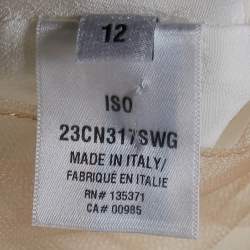 12
ISO
23CN317SWG
MADE IN ITALY/
FABRIQUÉ EN ITALIE
RN# 135371
CA# 00985